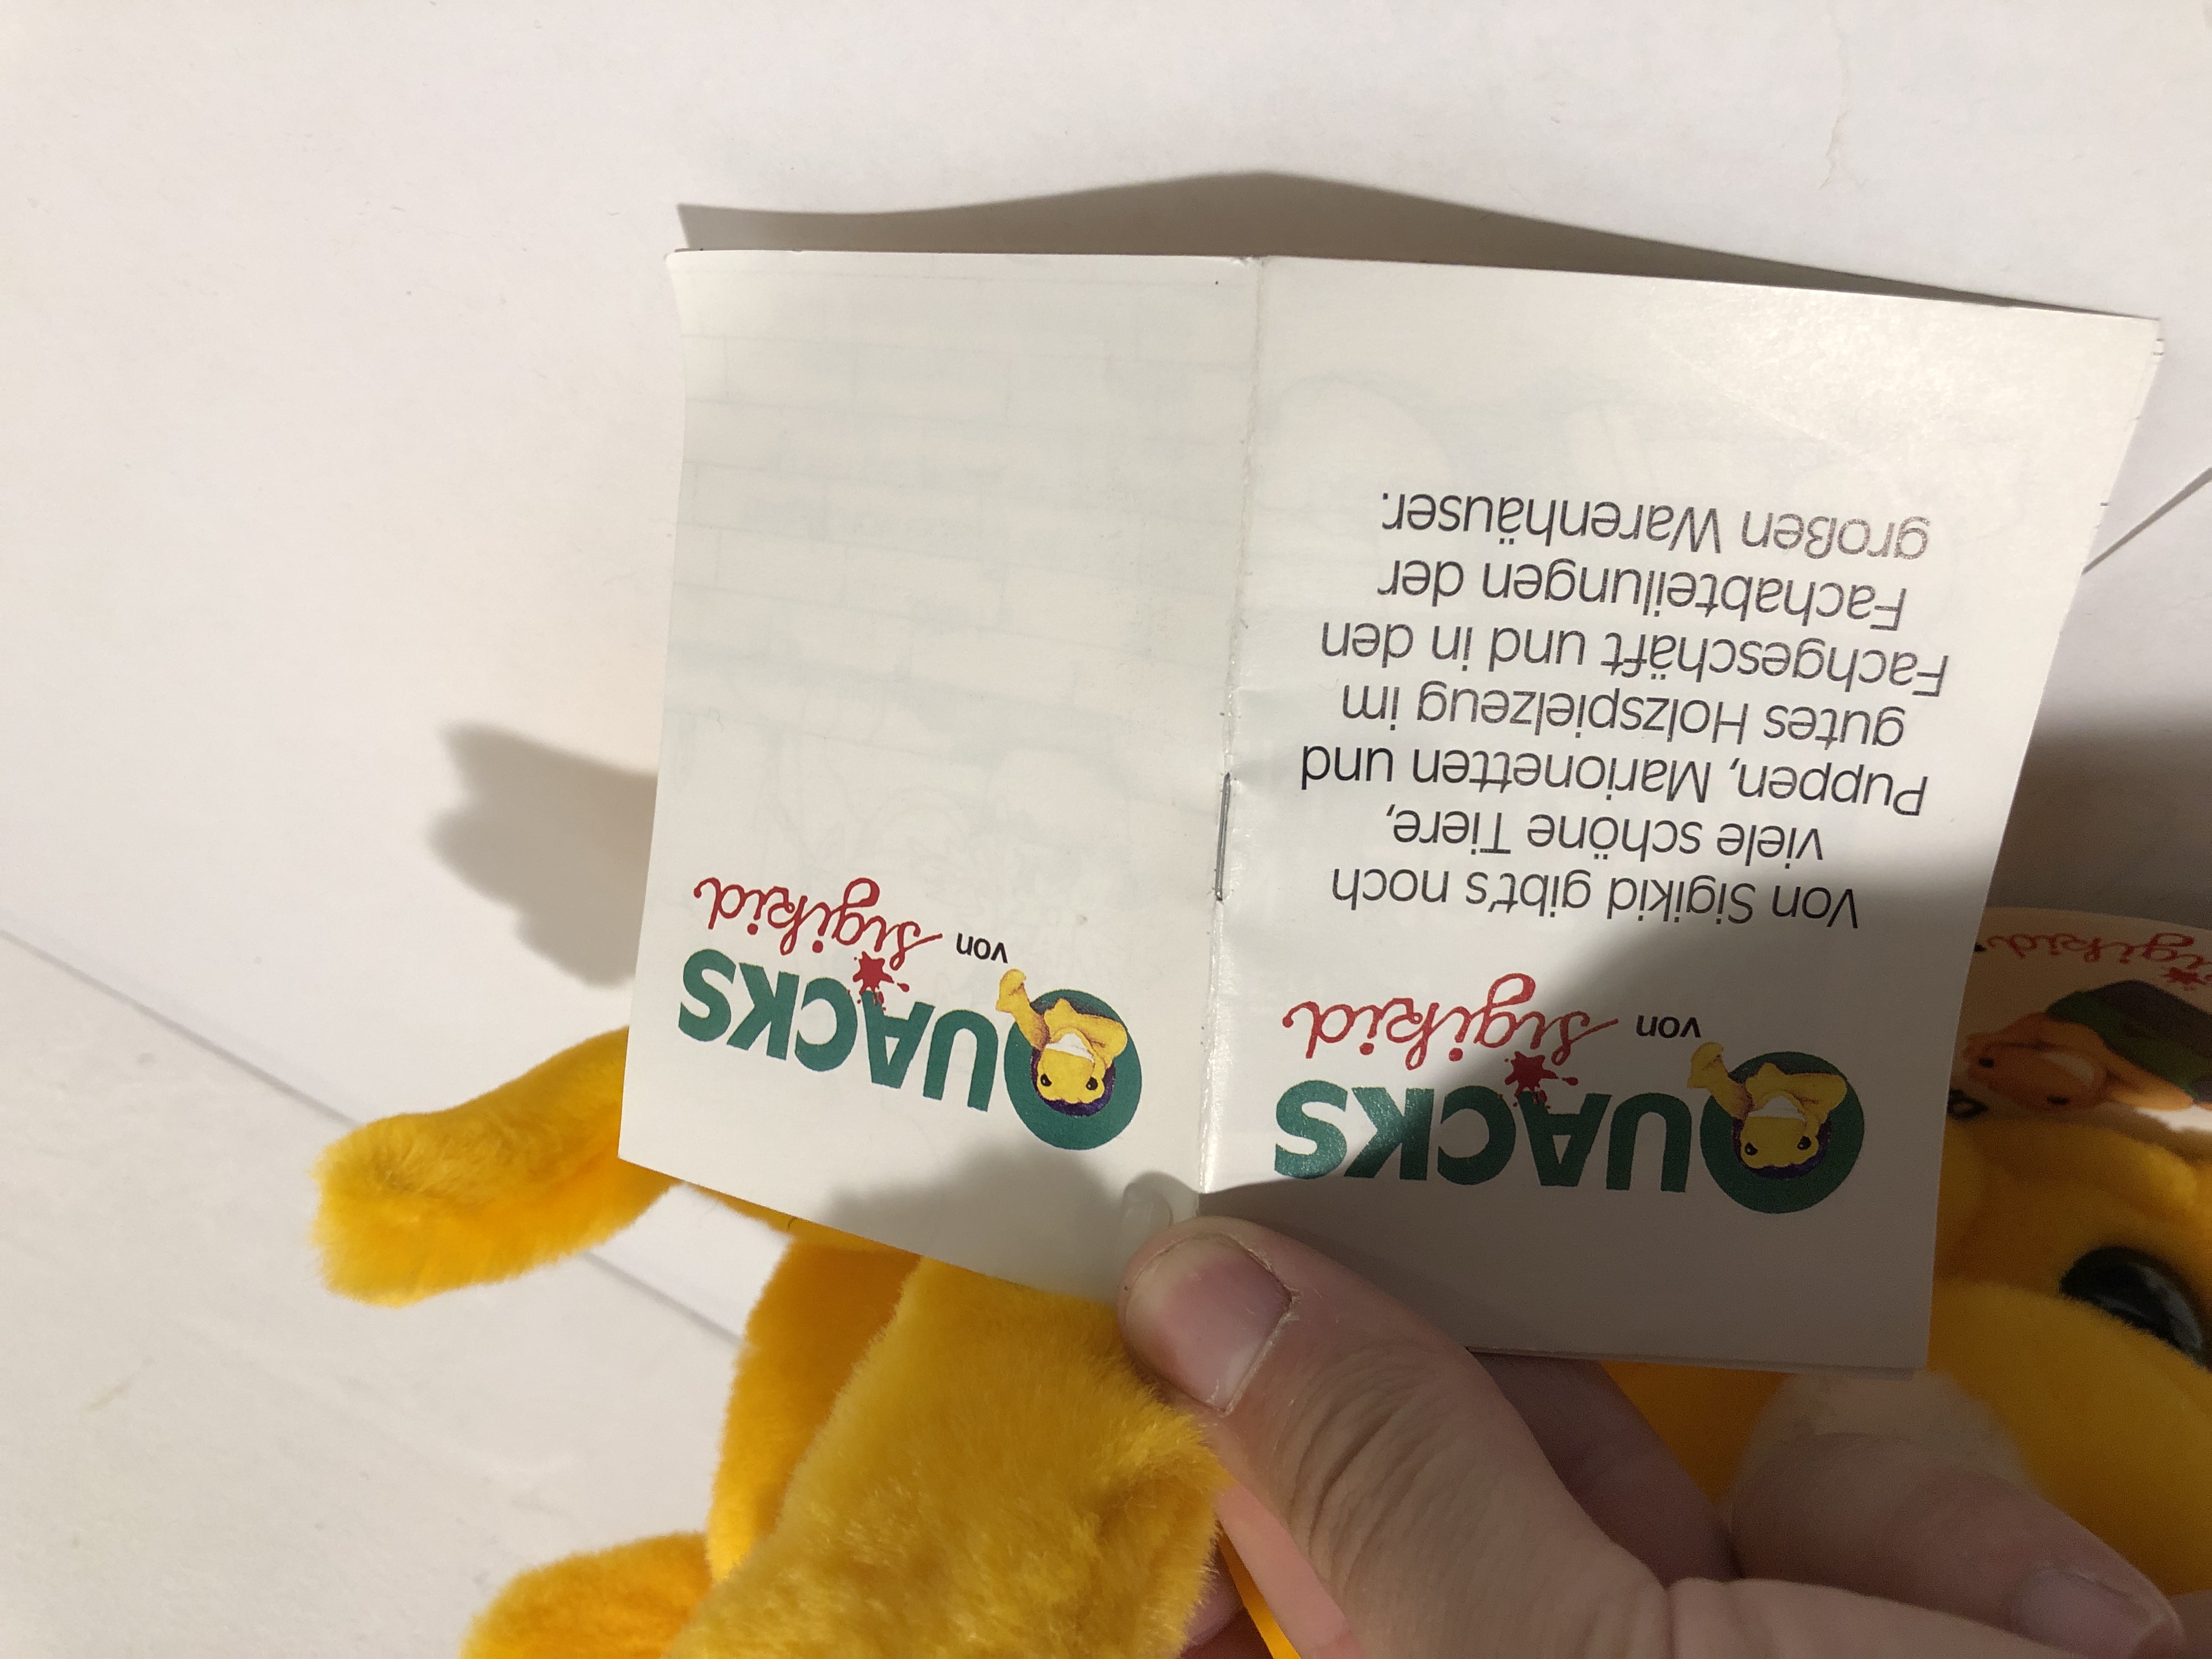 QUACKS
von sigikid
Von Sigikid gibt's noch
viele schöne Tiere,
Puppen, Marionetten und
gutes Holzspielzeug im
Fachgeschäft und in den
Fachabteilungen der
großen Warenhäuser.
QUACKS
von sigikid
sigikid